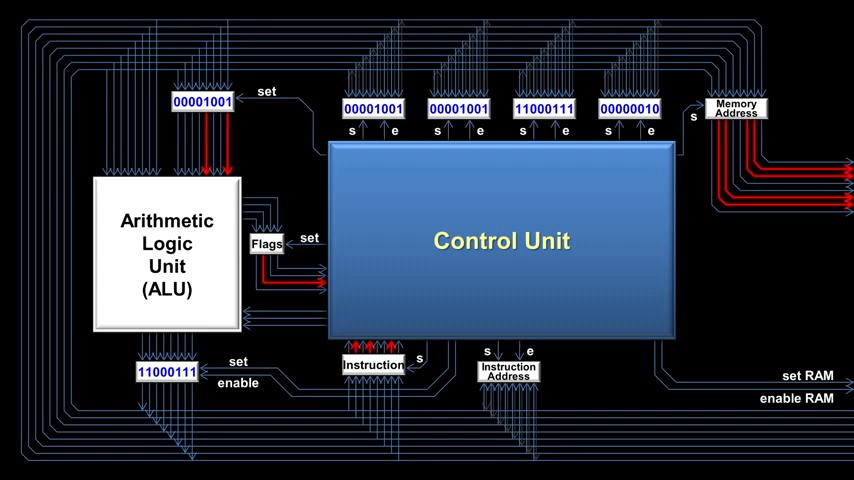 set
00001001
00001001
00001001
11000111
00000010
Memory
Address
s
e
s
e
s
e
s
e
s
Arithmetic
Logic
Unit
(ALU)
Flags
set
Control Unit
Instruction
s
s
e
Instruction
Address
11000111
set
enable
set RAM
enable RAM